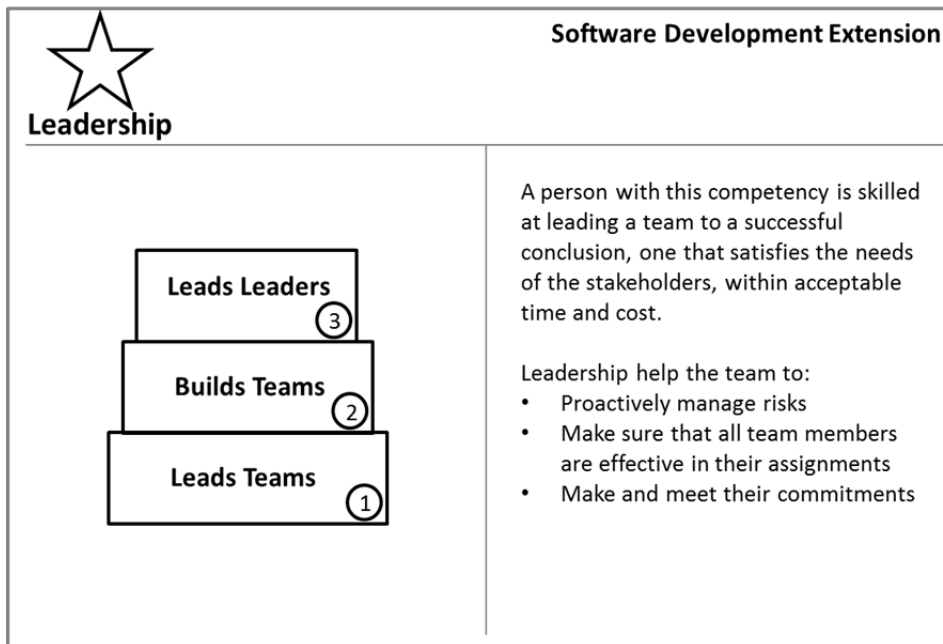 Software Development Extension
Leadership
Leads Leaders
3
Builds Teams
2
Leads Teams
1
A person with this competency is skilled
at leading a team to a successful
conclusion, one that satisfies the needs
of the stakeholders, within acceptable
time and cost.
Leadership help the team to:
• Proactively manage risks
• Make sure that all team members
are effective in their assignments
• Make and meet their commitments